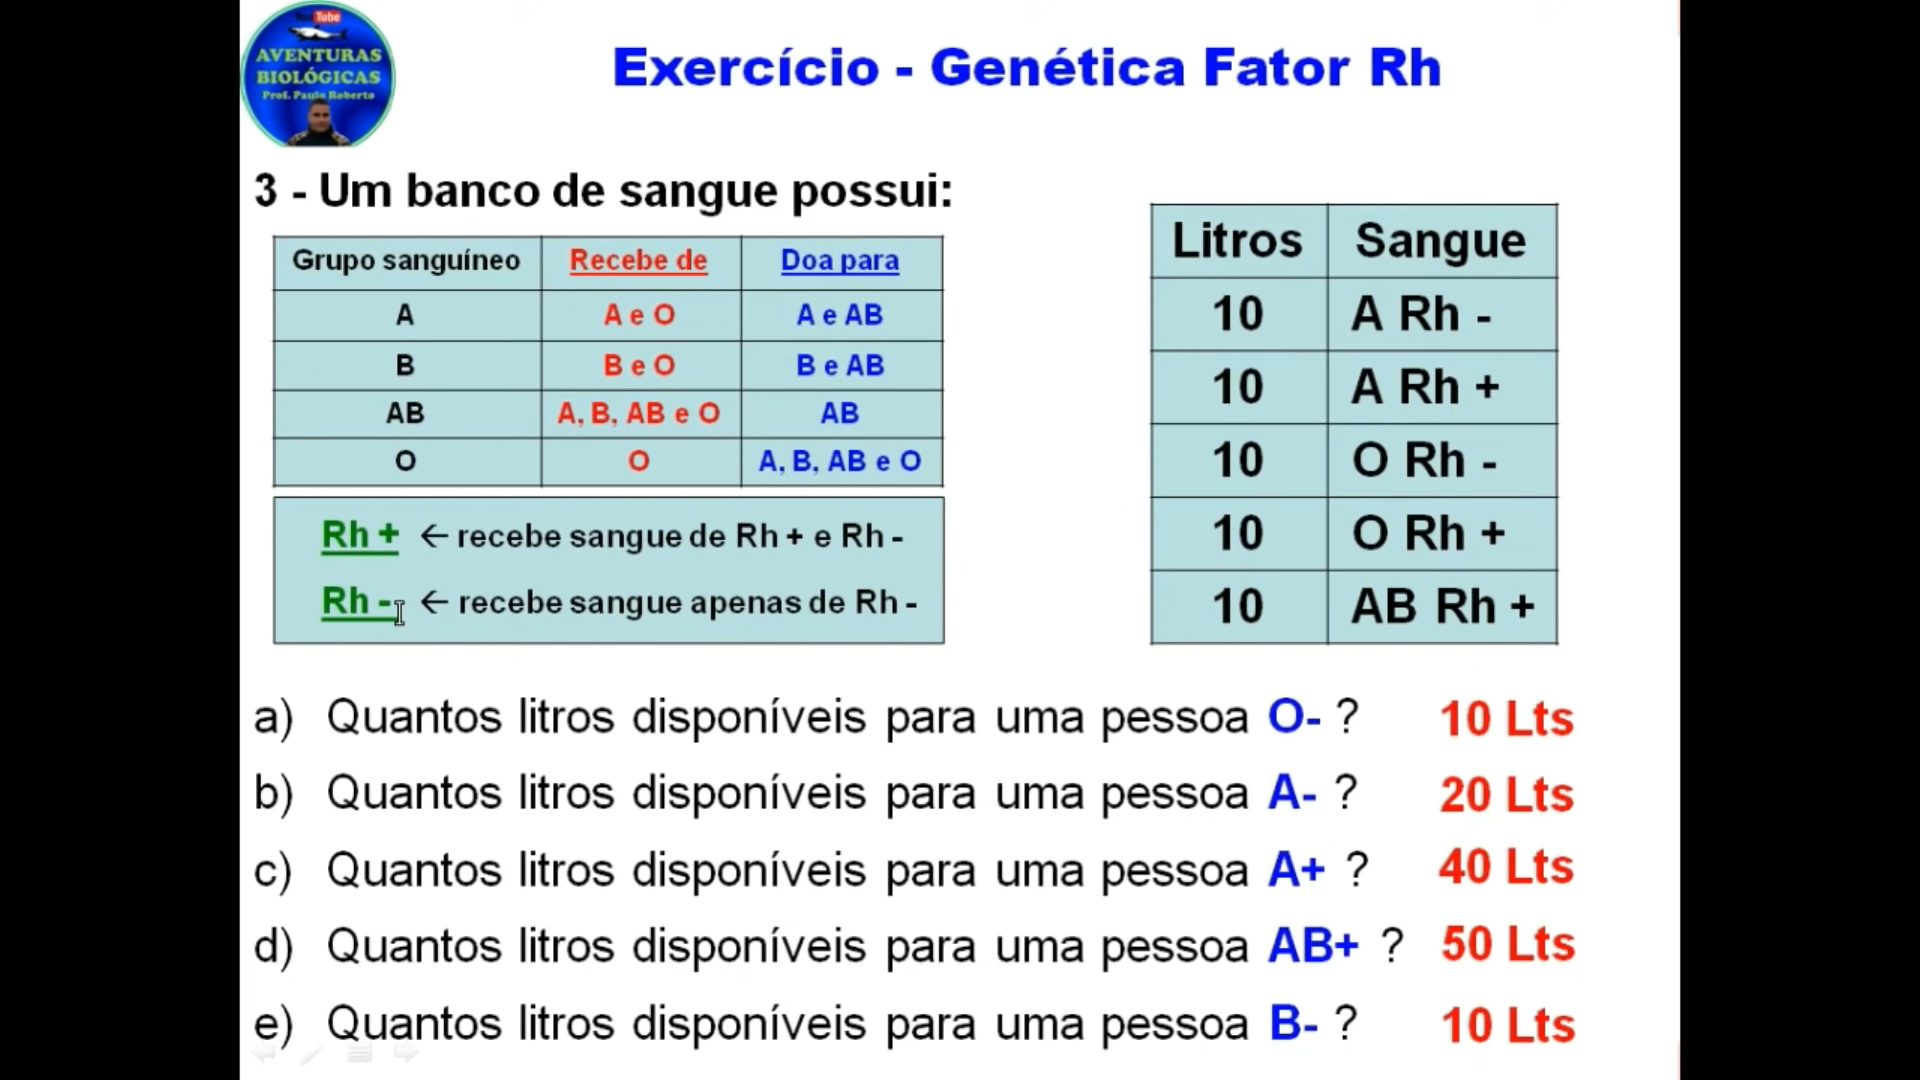 YouTube
AVENTURAS
BIOLÓGICAS
Prof. Paulo Roberto
Exercício - Genética Fator Rh
3 - Um banco de sangue possui:
Grupo sanguíneo Recebe de Doa para
A A e O A e AB
B B e O B e AB
AB A, B, AB e O AB
O O A, B, AB e O
Rh + ← recebe sangue de Rh + e Rh -
Rh - ← recebe sangue apenas de Rh -
Litros Sangue
10 A Rh -
10 A Rh +
10 O Rh -
10 O Rh +
10 AB Rh +
a) Quantos litros disponíveis para uma pessoa O- ? 10 Lts
b) Quantos litros disponíveis para uma pessoa A- ? 20 Lts
c) Quantos litros disponíveis para uma pessoa A+ ? 40 Lts
d) Quantos litros disponíveis para uma pessoa AB+ ? 50 Lts
e) Quantos litros disponíveis para uma pessoa B- ? 10 Lts